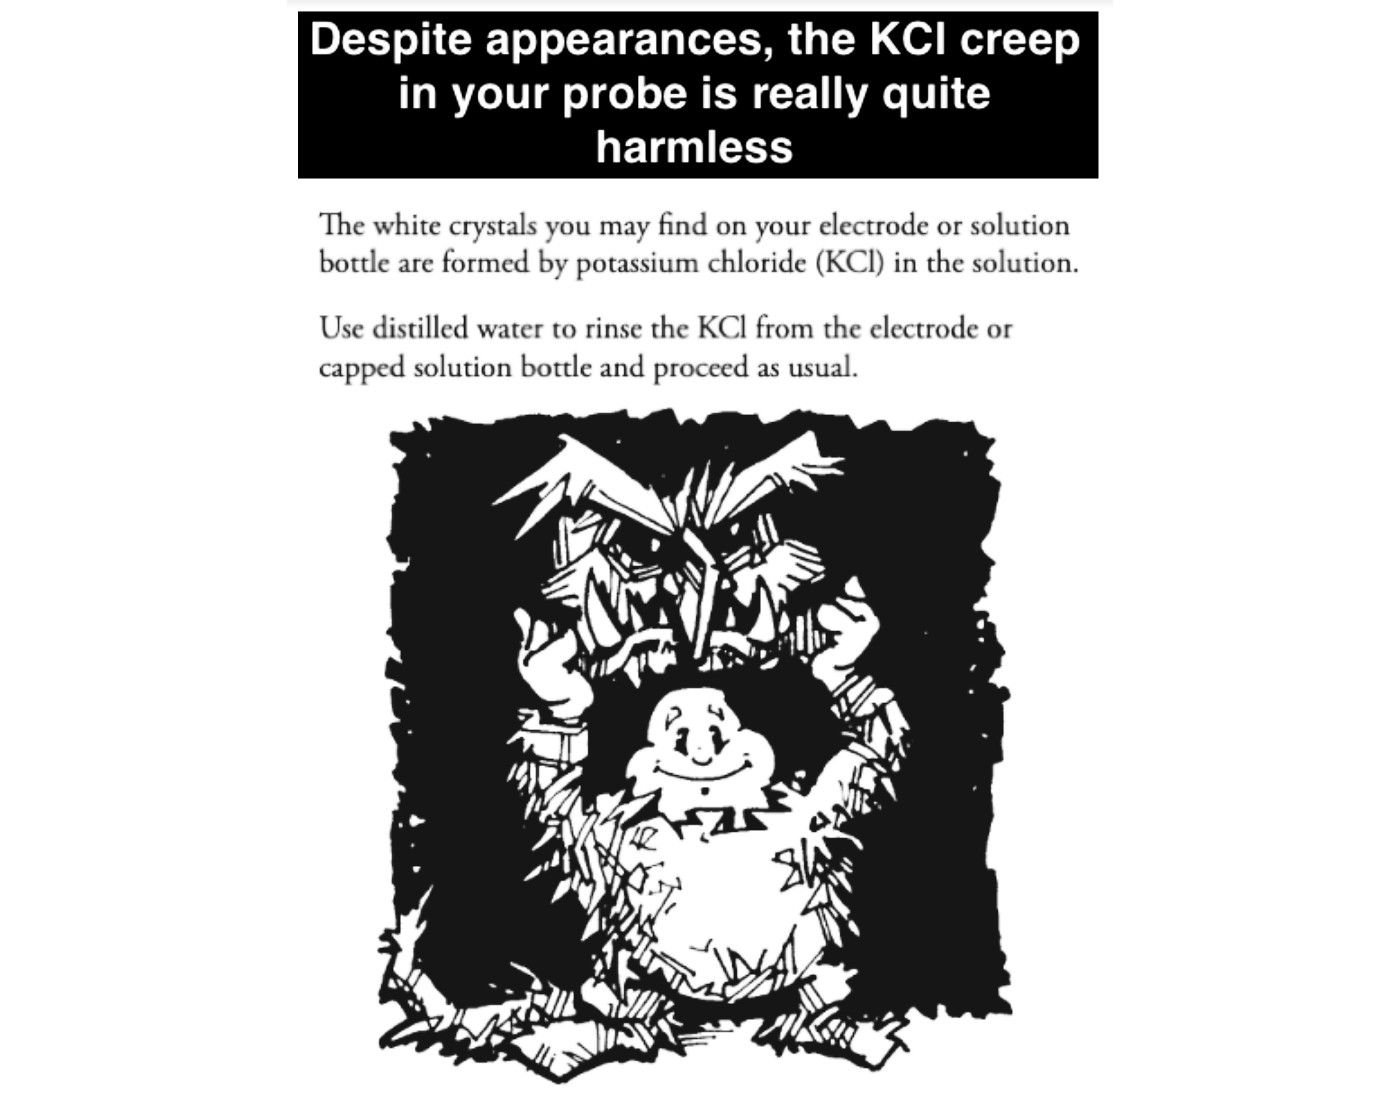 Despite appearances, the KCl creep
in your probe is really quite
harmless
The white crystals you may find on your electrode or solution
bottle are formed by potassium chloride (KCl) in the solution.
Use distilled water to rinse the KCl from the electrode or
capped solution bottle and proceed as usual.